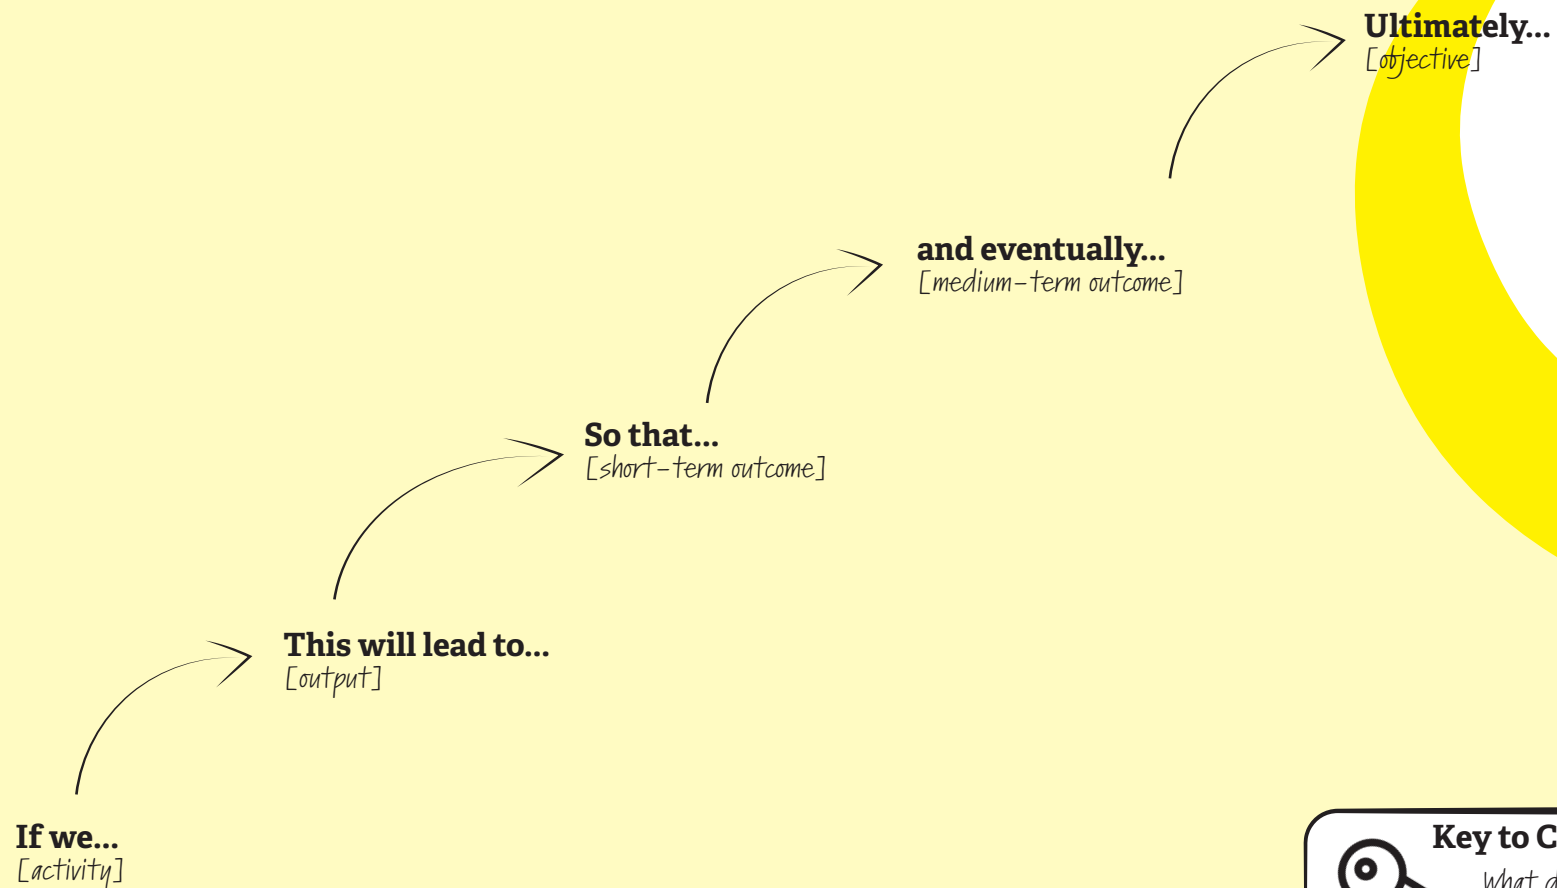 Ultimately...
[objective]
and eventually...
[medium-term outcome]
So that...
[short-term outcome]
This will lead to...
[output]
If we...
[activity]
Key to C
What